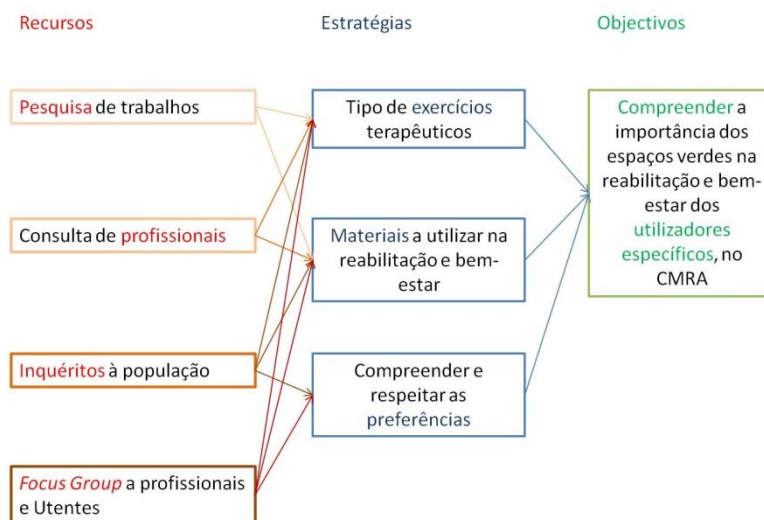 Recursos
Estratégias
Objectivos
Pesquisa de trabalhos
Consulta de profissionais
Inquéritos à população
Focus Group a profissionais
e Utentes
Tipo de exercícios
terapêuticos
Materiais a utilizar na
reabilitação e bem-
estar
Compreender e
respeitar as
preferências
Compreender a
importância dos
espaços verdes na
reabilitação e bem-
estar dos
utilizadores
específicos, no
CMRA